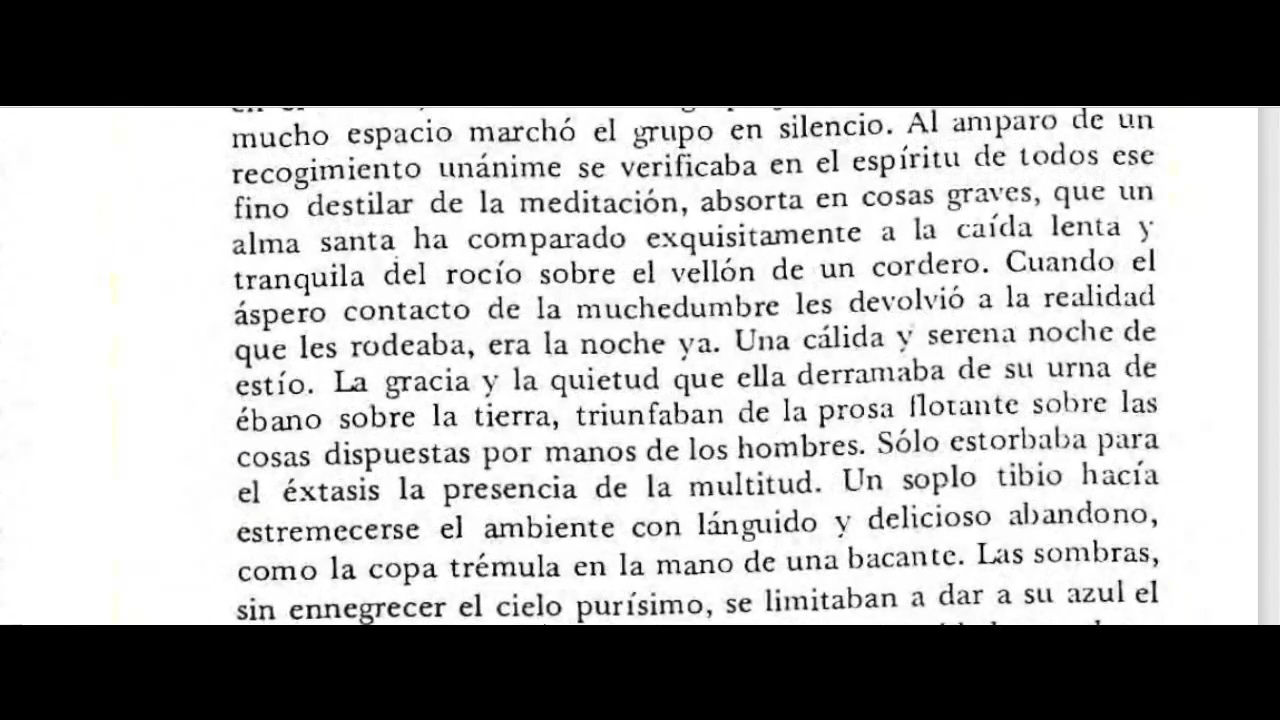 mucho espacio marchó el grupo en silencio. Al amparo de un
recogimiento unánime se verificaba en el espíritu de todos ese
fino destilar de la meditación, absorta en cosas graves, que un
alma santa ha comparado exquisitamente a la caída lenta y
tranquila del rocío sobre el vellón de un cordero. Cuando el
áspero contacto de la muchedumbre les devolvió a la realidad
que les rodeaba, era la noche ya. Una cálida y serena noche de
estío. La gracia y la quietud que ella derramaba de su urna de
ébano sobre la tierra, triunfaban de la prosa flotante sobre las
cosas dispuestas por manos de los hombres. Sólo estorbaba para
el éxtasis la presencia de la multitud. Un soplo tibio hacía
estremecerse el ambiente con lánguido y delicioso abandono,
como la copa trémula en la mano de una bacante. Las sombras,
sin ennegrecer el cielo purísimo, se limitaban a dar a su azul el